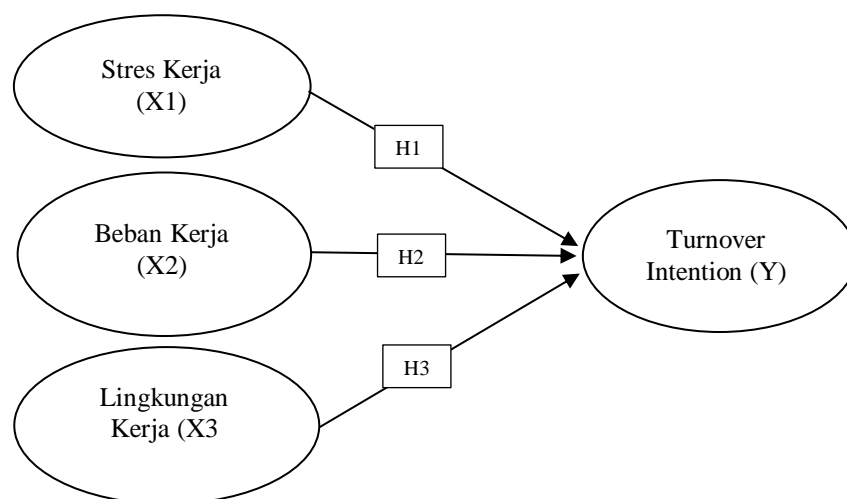 Stres Kerja
(X1)
H1
Beban Kerja
(X2)
H2
Turnover
Intention (Y)
H3
Lingkungan
Kerja (X3